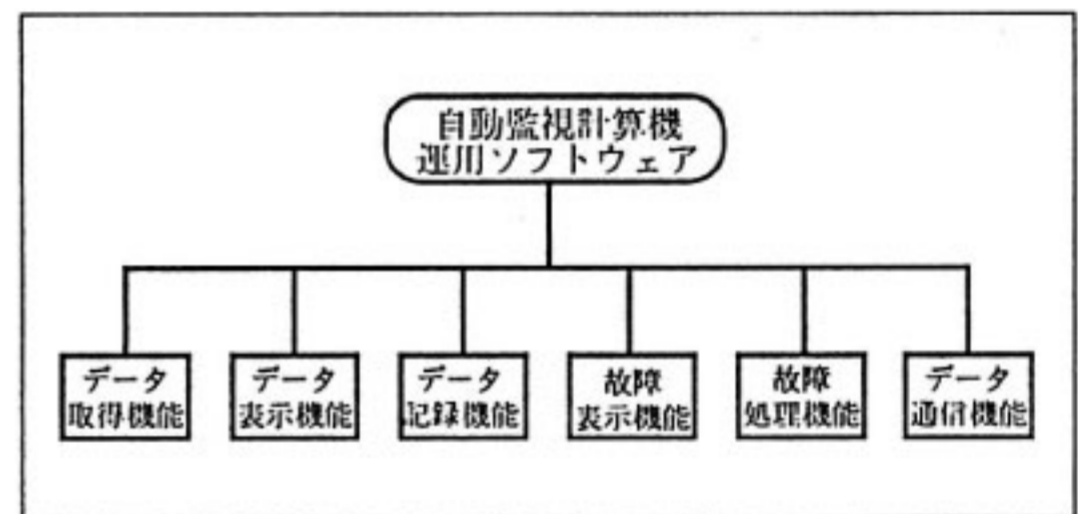 自動監視計算機
運用ソフトウェア
データ
取得機能
データ
表示機能
データ
記録機能
故障
表示機能
故障
処理機能
データ
通信機能